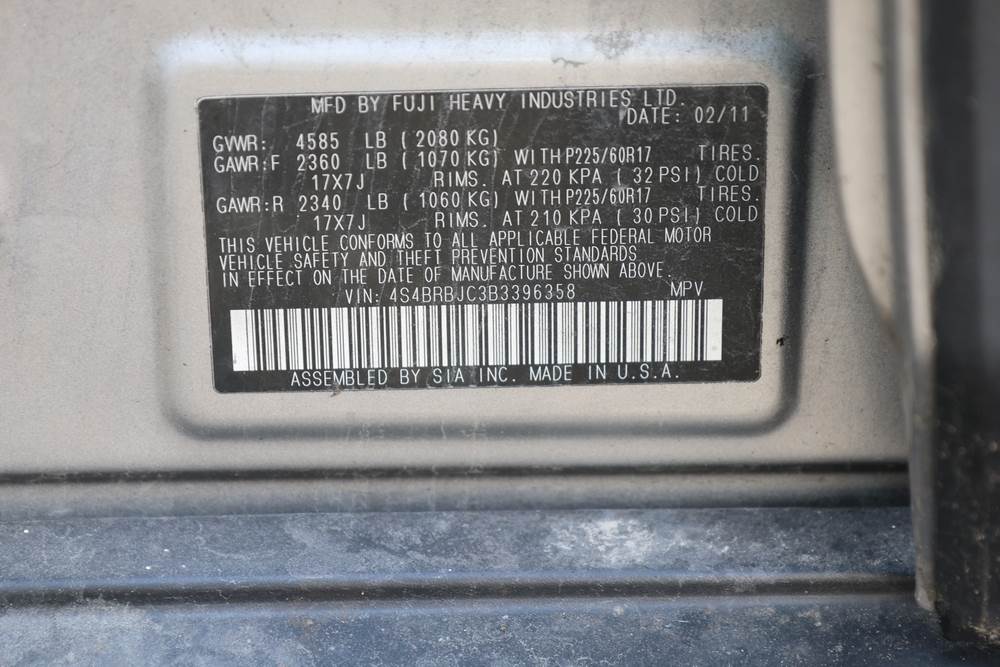 MFD BY FUJI HEAVY INDUSTRIES LTD.
DATE: 02/11
GVWR: 4585 LB ( 2080 KG)
GAWR:F 2360 LB ( 1070 KG) WITH P225/60R17 TIRES.
17X7J RIMS. AT 220 KPA ( 32 PSI) COLD
GAWR:R 2340 LB ( 1060 KG) WITH P225/60R17 TIRES.
17X7J RIMS. AT 210 KPA ( 30 PSI) COLD
THIS VEHICLE CONFORMS TO ALL APPLICABLE FEDERAL MOTOR
VEHICLE SAFETY AND THEFT PREVENTION STANDARDS
IN EFFECT ON THE DATE OF MANUFACTURE SHOWN ABOVE.
VIN: 4S4BRBJC3B3396358 MPV
ASSEMBLED BY SIA INC. MADE IN U.S.A.